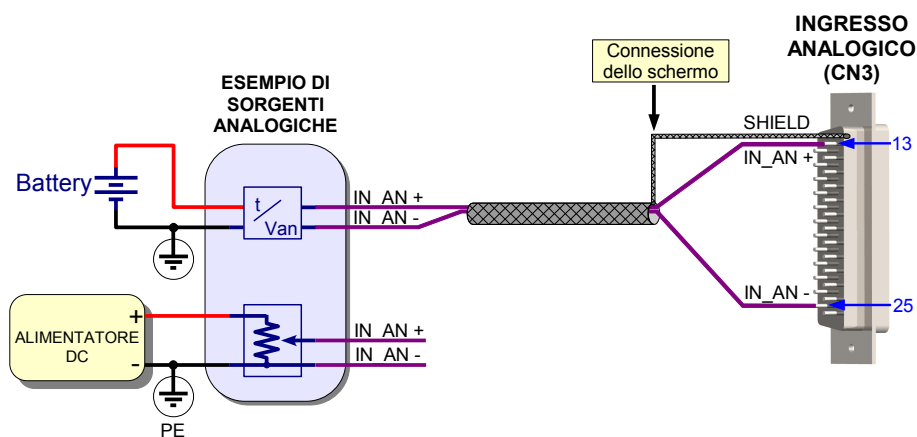 INGRESSO
ANALOGICO
(CN3)
Connessione
dello schermo
ESEMPIO DI
SORGENTI
ANALOGICHE
SHIELD
13
IN_AN +
Battery
t
Van
IN_AN +
IN_AN -
IN_AN -
25
+
ALIMENTATORE
DC
-
IN_AN +
IN_AN -
PE